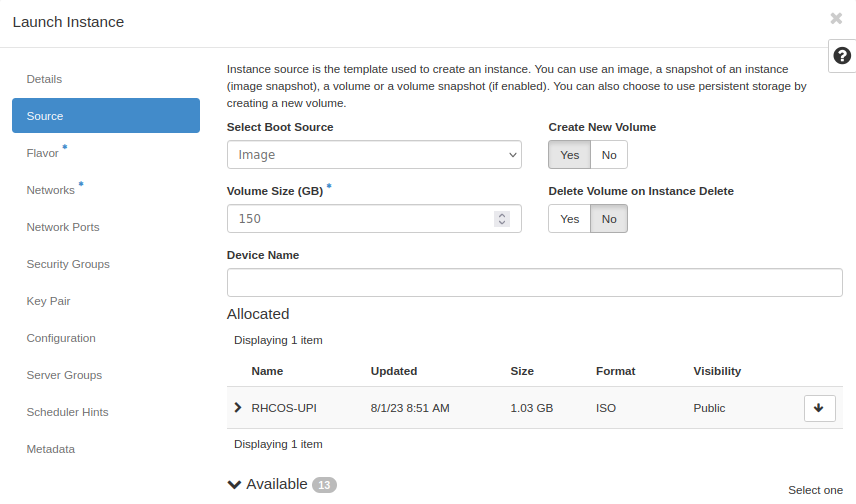 Launch Instance
Details
Source
Flavor *
Networks *
Network Ports
Security Groups
Key Pair
Configuration
Server Groups
Scheduler Hints
Metadata
Instance source is the template used to create an instance. You can use an image, a snapshot of an instance
(image snapshot), a volume or a volume snapshot (if enabled). You can also choose to use persistent storage by
creating a new volume.
Select Boot Source
Image
Create New Volume
Yes No
Volume Size (GB) *
150
Delete Volume on Instance Delete
Yes No
Device Name
Allocated
Displaying 1 item
Name Updated Size Format Visibility
RHCOS-UPI 8/1/23 8:51 AM 1.03 GB ISO Public
Displaying 1 item
Available 13
Select one